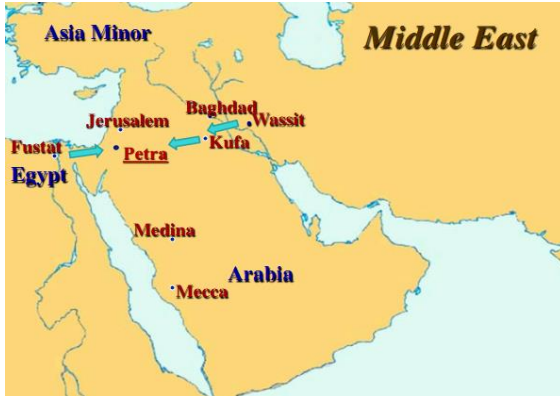 Asia Minor
Middle East
Baghdad
Jerusalem
Wassit
Fustat
Petra
Kufa
Egypt
Medina
Arabia
Mecca